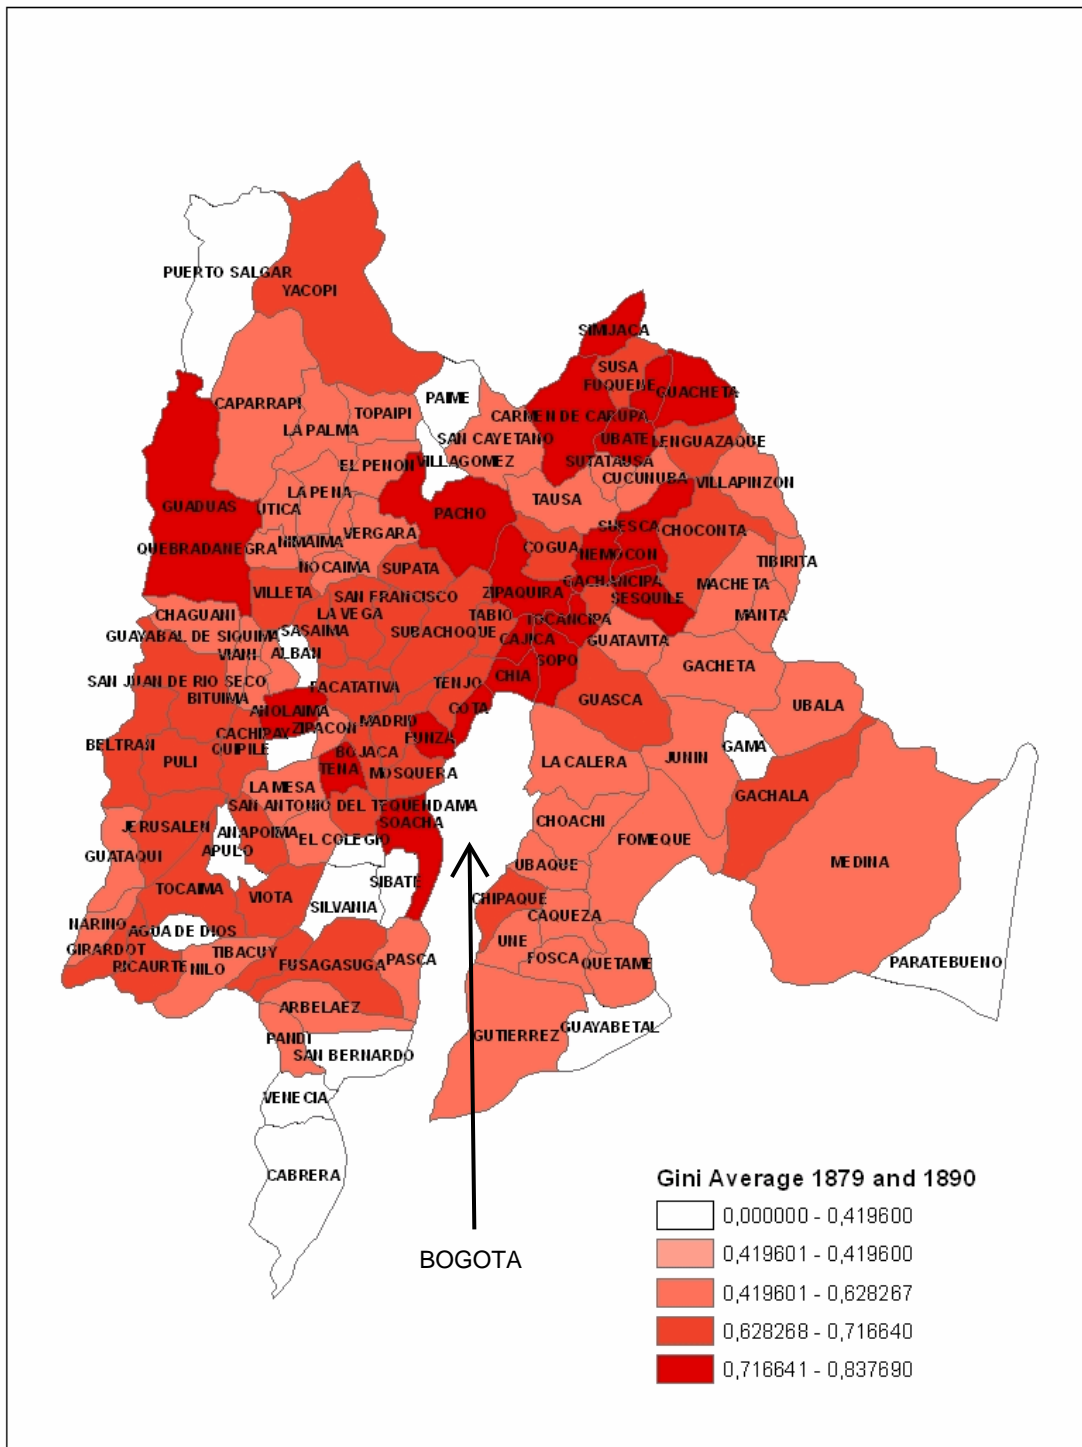 PUERTO SALGAR
YACOPI
SIMIJACA
SUSA
FUQUENE
GUACHETA
PAIME
CAPARRAPI
TOPAIPI
CARMEN DE CARUPA
LA PALMA
SAN CAYETANO
UBATE
LENGUAZAQUE
EL PENON
VILLAGOMEZ
SUTATAUSA
CUCUNUBA
VILLAPINZON
LA PENA
TAUSA
GUADUAS
UTICA
PACHO
SUESCA
CHOCONTA
VERGARA
NIMAIMA
QUEBRADANEGRA
COGUA
NEMOCON
TIBIRITA
NOCAIMA
SUPATA
GACHANCIPA
MACHETA
VILLETA
SAN FRANCISCO
ZIPAQUIRA
SESQUILE
CHAGUANI
LA VEGA
TABIO
TOCANCIPA
MANTA
GUAYABAL DE SIQUIMA
SASAIMA
SUBACHOQUE
CAJICA
GUATAVITA
VIANI
ALBAN
SOPO
GACHETA
SAN JUAN DE RIO SECO
FACATATIVA
TENJO
CHIA
BITUIMA
GUASCA
UBALA
ANOLAIMA
COTA
ZIPACON
MADRID
CACHIPAY
FUNZA
BELTRAN
QUIPILE
BOJACA
GAMA
PULI
TENA
MOSQUERA
LA CALERA
JUNIN
LA MESA
GACHALA
SAN ANTONIO DEL TEQUENDAMA
JERUSALEN
ANAPOIMA
SOACHA
CHOACHI
EL COLEGIO
FOMEQUE
APULO
GUATAQUI
MEDINA
UBAQUE
SIBATE
TOCAIMA
VIOTA
CHIPAQUE
SILVANIA
CAQUEZA
NARINO
AGUA DE DIOS
UNE
GIRARDOT
TIBACUY
PASCA
FOSCA
QUETAME
RICAURTE
NILO
FUSAGASUGA
PARATEBUENO
ARBELAEZ
GUAYABETAL
PANDI
GUTIERREZ
SAN BERNARDO
VENECIA
CABRERA
BOGOTA
Gini Average 1879 and 1890
0,000000 - 0,419600
0,419601 - 0,419600
0,419601 - 0,628267
0,628268 - 0,716640
0,716641 - 0,837690